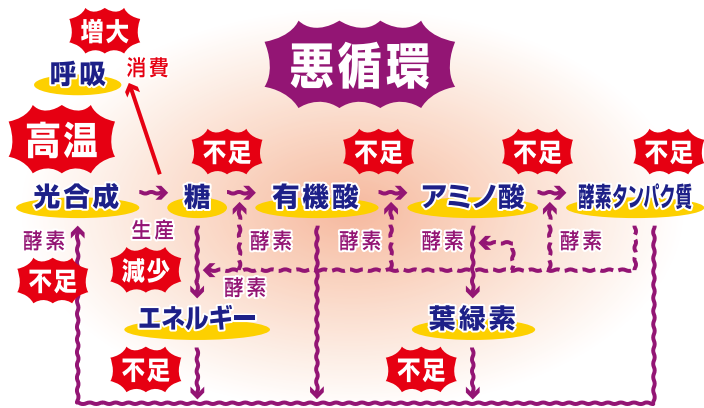 増大
呼吸
消費
悪循環
高温
不足
不足
不足
不足
光合成
糖
有機酸
アミノ酸
酵素タンパク質
酵素
生産
酵素
酵素
酵素
酵素
不足
減少
酵素
エネルギー
葉緑素
不足
不足